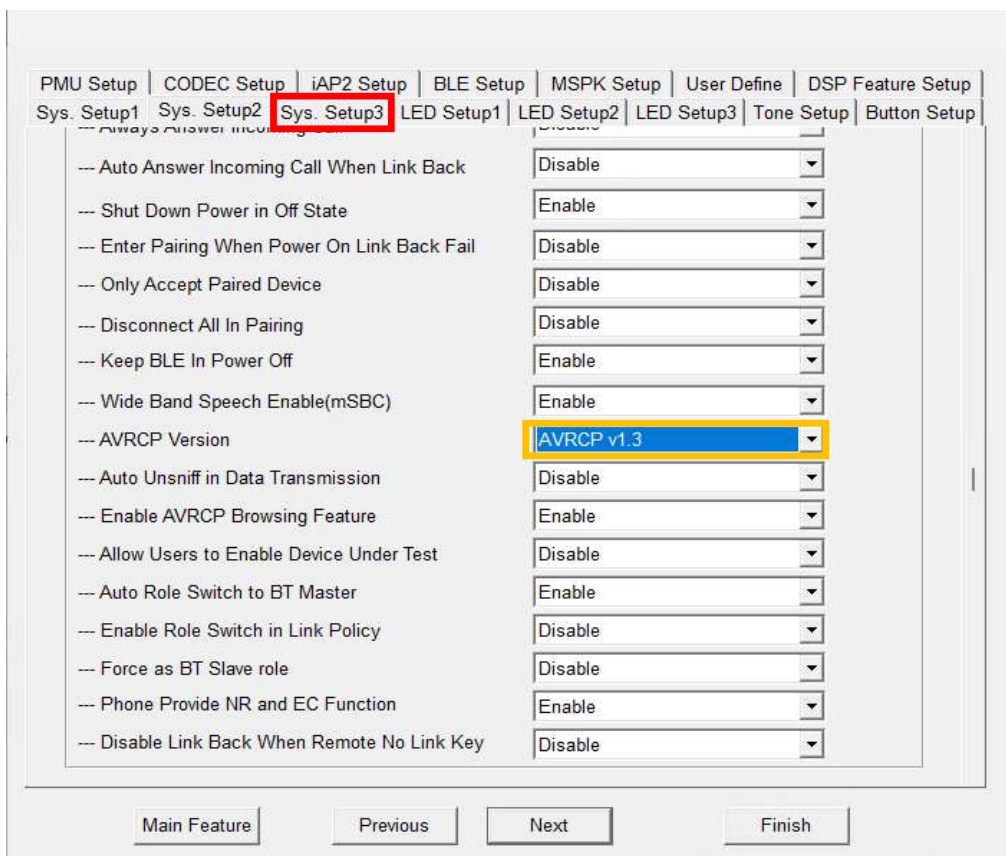 PMU Setup CODEC Setup iAP2 Setup BLE Setup MSPK Setup User Define DSP Feature Setup
Sys. Setup1 Sys. Setup2 Sys. Setup3 LED Setup1 LED Setup2 LED Setup3 Tone Setup Button Setup
--- Auto Answer Incoming Call When Link Back Disable
--- Shut Down Power in Off State Enable
--- Enter Pairing When Power On Link Back Fail Disable
--- Only Accept Paired Device Disable
--- Disconnect All In Pairing Disable
--- Keep BLE In Power Off Enable
--- Wide Band Speech Enable(mSBC) Enable
--- AVRCP Version AVRCP v1.3
--- Auto Unsniff in Data Transmission Disable
--- Enable AVRCP Browsing Feature Enable
--- Allow Users to Enable Device Under Test Disable
--- Auto Role Switch to BT Master Enable
--- Enable Role Switch in Link Policy Disable
--- Force as BT Slave role Disable
--- Phone Provide NR and EC Function Enable
--- Disable Link Back When Remote No Link Key Disable
Main Feature Previous Next Finish